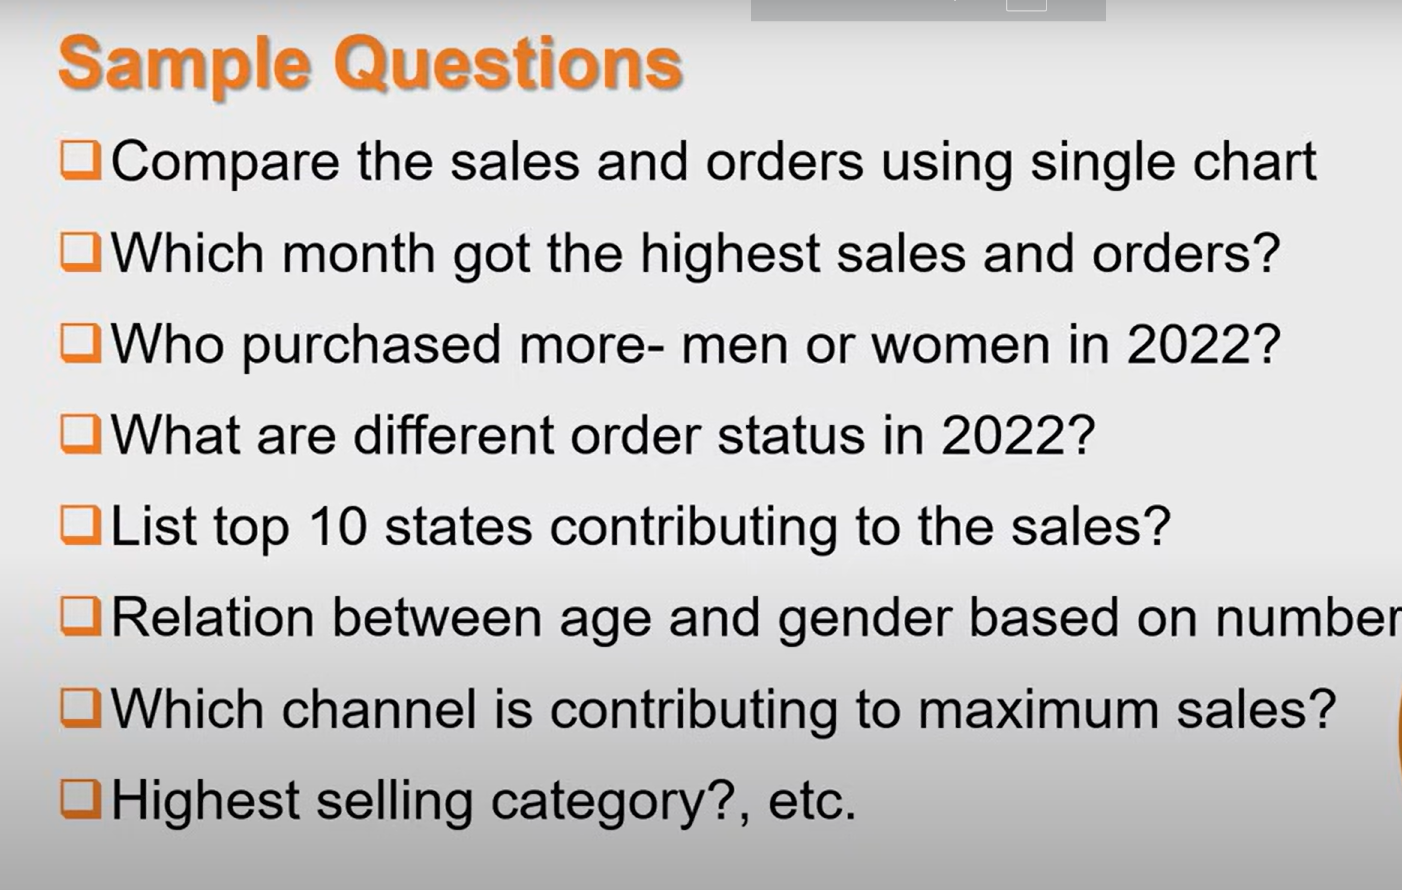 Sample Questions
Compare the sales and orders using single chart
Which month got the highest sales and orders?
Who purchased more- men or women in 2022?
What are different order status in 2022?
List top 10 states contributing to the sales?
Relation between age and gender based on number
Which channel is contributing to maximum sales?
Highest selling category?, etc.